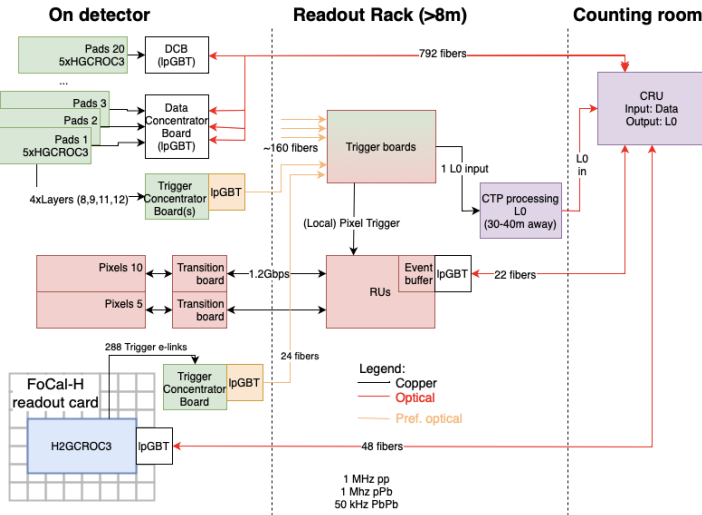 On detector
Readout Rack (>8m)
Counting room
Pads 20
5xHGCROC3
DCB
(lpGBT)
792 fibers
...
Pads 3
Pads 2
Pads 1
5xHGCROC3
Data
Concentrator
Board
(lpGBT)
~160 fibers
Trigger boards
CRU
Input: Data
Output: L0
1 L0 input
L0
in
4xLayers (8,9,11,12)
Trigger
Concentrator
Board(s)
lpGBT
CTP processing
L0
(30-40m away)
(Local) Pixel Trigger
Pixels 10
Transition
board
1.2Gbps
Event
buffer
lpGBT
22 fibers
RUs
Pixels 5
Transition
board
288 Trigger e-links
24 fibers
Trigger
Concentrator
Board
lpGBT
Legend:
Copper
Optical
Pref. optical
FoCal-H
readout card
H2GCROC3
lpGBT
48 fibers
1 MHz pp
1 Mhz pPb
50 kHz PbPb